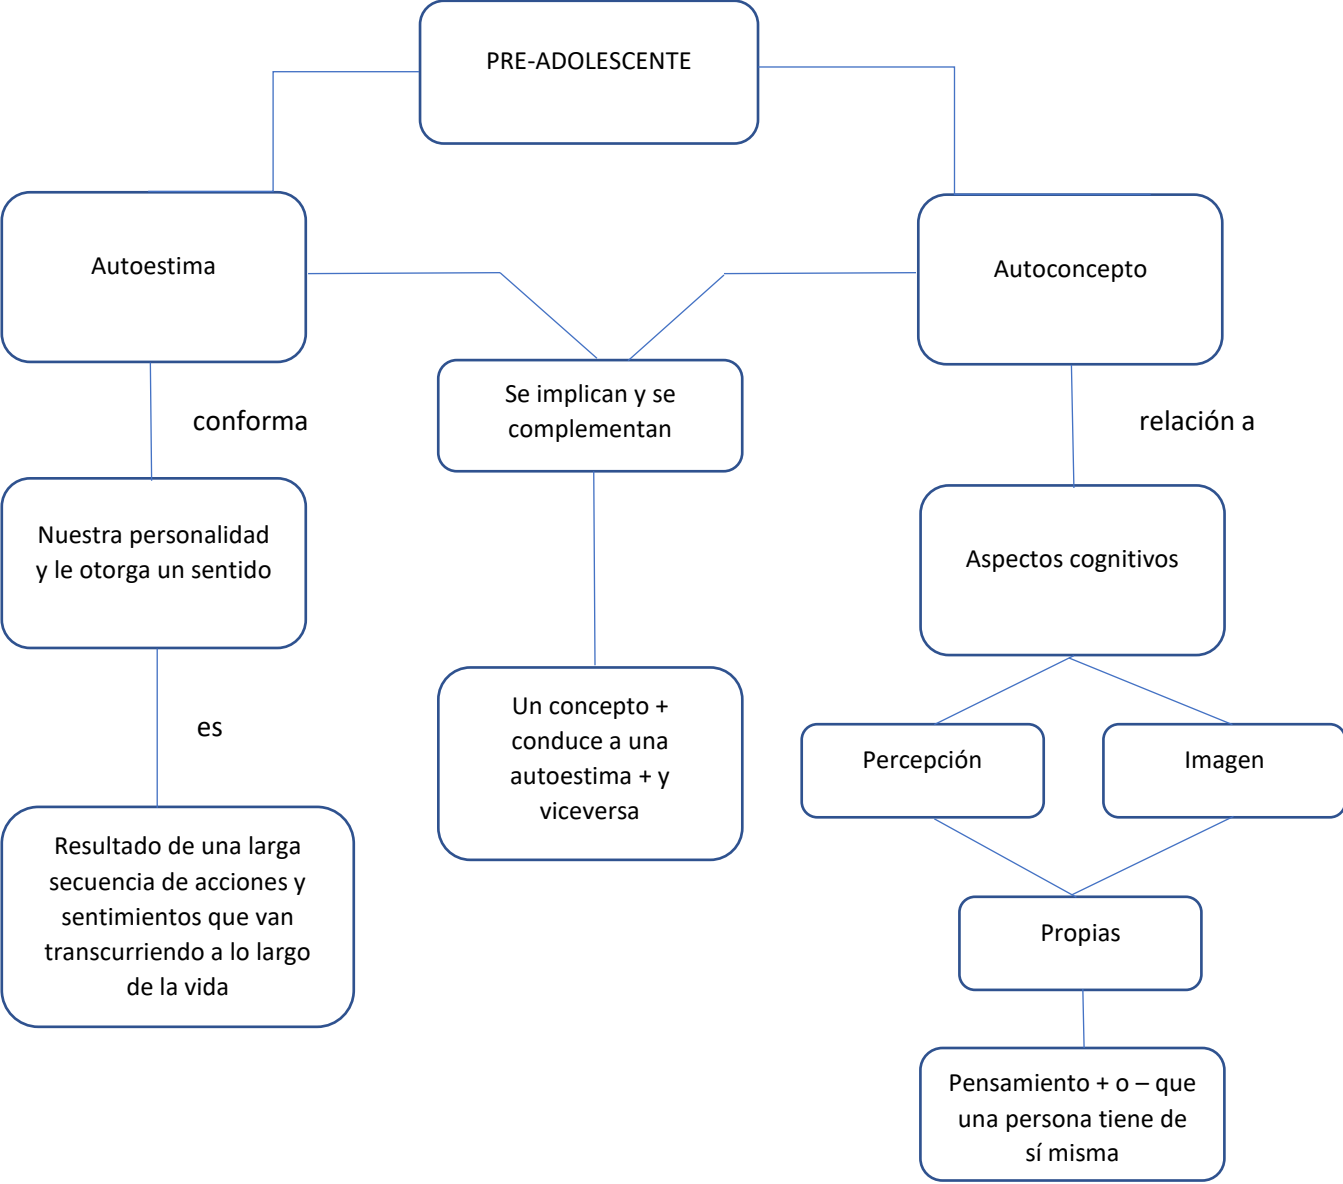 PRE-ADOLESCENTE
Autoestima
Autoconcepto
Se implican y se
complementan
conforma
relación a
Nuestra personalidad
y le otorga un sentido
Aspectos cognitivos
es
Un concepto +
conduce a una
autoestima + y
viceversa
Percepción
Imagen
Resultado de una larga
secuencia de acciones y
sentimientos que van
transcurriendo a lo largo
de la vida
Propias
Pensamiento + o – que
una persona tiene de
sí misma